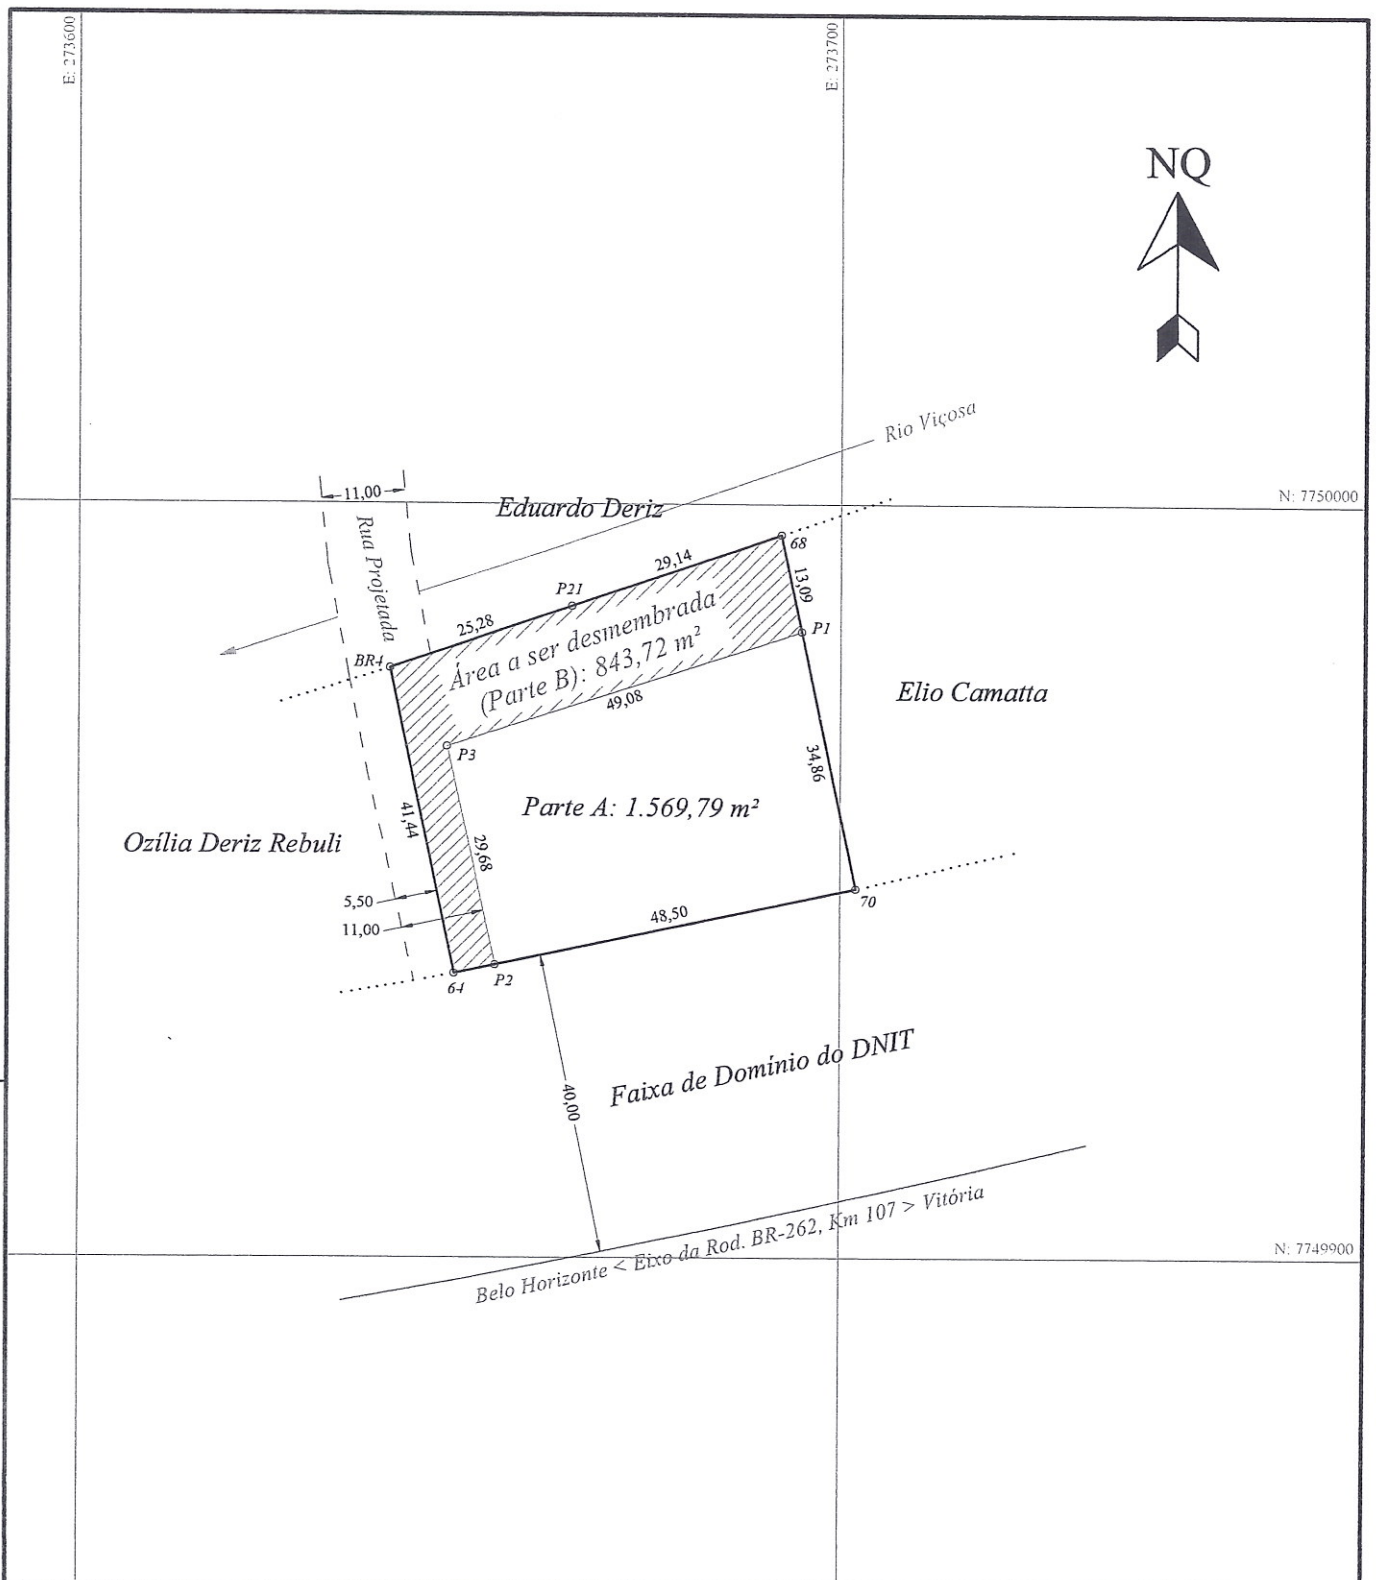 E: 273600
E: 273700
NQ
Rio Viçosa
N: 7750000
11,00
Eduardo Deriz
Rua Projetada
68
29,14
13,09
P21
25,28
P1
BR4
Área a ser desmembrada
(Parte B): 843,72 m²
49,08
Elio Camatta
P3
34,86
Parte A: 1.569,79 m²
41,44
Ozília Deriz Rebuli
29,68
5,50
11,00
48,50
70
64
P2
40,00
Faixa de Domínio do DNIT
Belo Horizonte < Eixo da Rod. BR-262, Km 107 > Vitória
N: 7749900